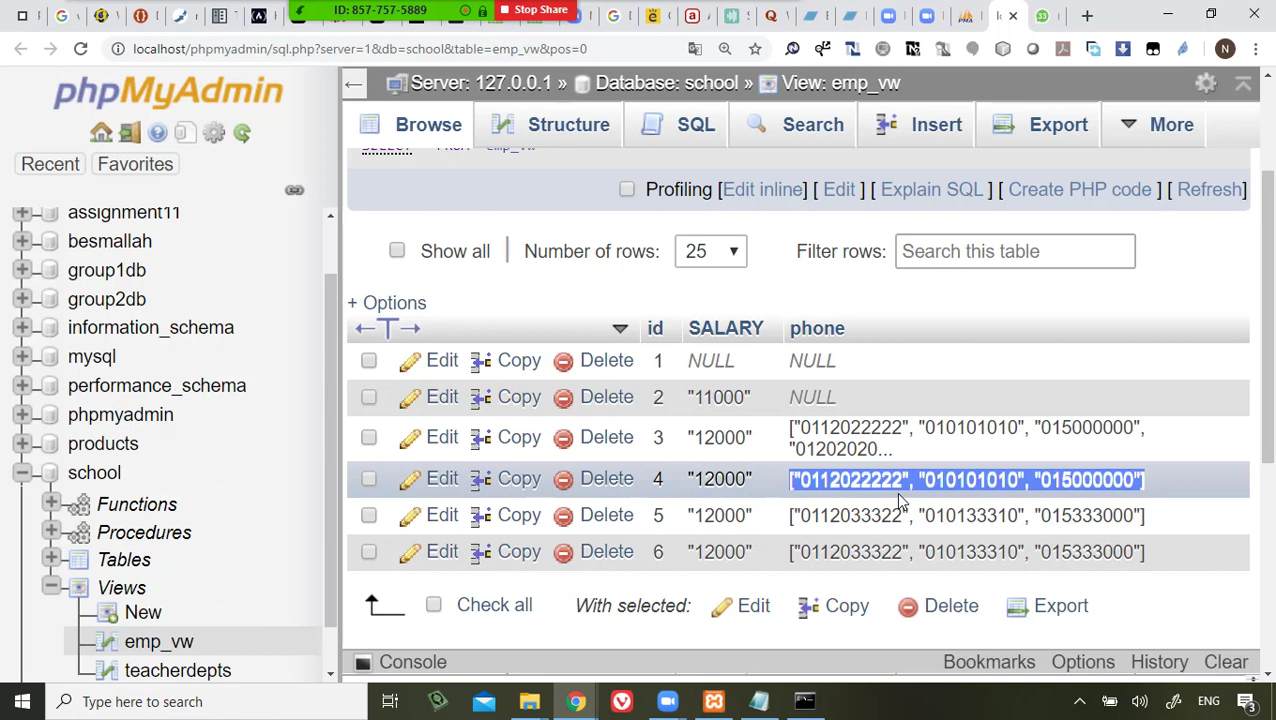 ID: 857-757-5889 Stop Share
localhost/phpmyadmin/sql.php?server=1&db=school&table=emp_vw&pos=0
N
phpMyAdmin
Recent Favorites
assignment11
besmallah
group1db
group2db
information_schema
mysql
performance_schema
phpmyadmin
products
school
Functions
Procedures
Tables
Views
New
emp_vw
teacherdepts
Server: 127.0.0.1 » Database: school » View: emp_vw
Browse Structure SQL Search Insert Export More
Profiling [Edit inline] [ Edit ] [ Explain SQL ] [ Create PHP code ] [ Refresh]
Show all Number of rows: 25 Filter rows: Search this table
+ Options
←T→ id SALARY phone
Edit Copy Delete 1 NULL NULL
Edit Copy Delete 2 "11000" NULL
Edit Copy Delete 3 "12000" ["0112022222", "010101010", "015000000",
"01202020...
Edit Copy Delete 4 "12000" ["0112022222", "010101010", "015000000"]
Edit Copy Delete 5 "12000" ["0112033322", "010133310", "015333000"]
Edit Copy Delete 6 "12000" ["0112033322", "010133310", "015333000"]
Check all With selected: Edit Copy Delete Export
Console Bookmarks Options History Clear
Type here to search
ENG
3